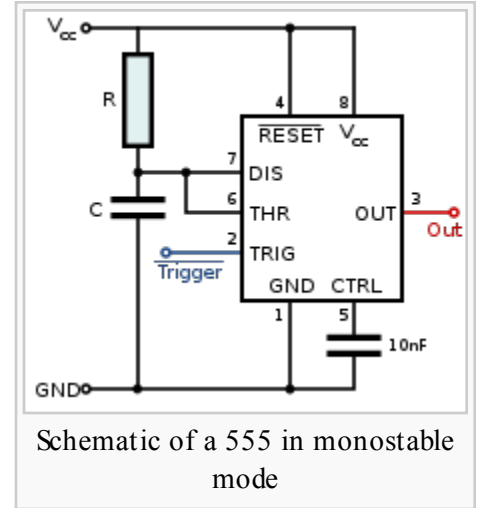 Vcc
R
4 8
RESET Vcc
7 DIS
C
6 THR OUT 3
Out
2 TRIG
Trigger
GND CTRL
1 5
10nF
GND
Schematic of a 555 in monostable
mode